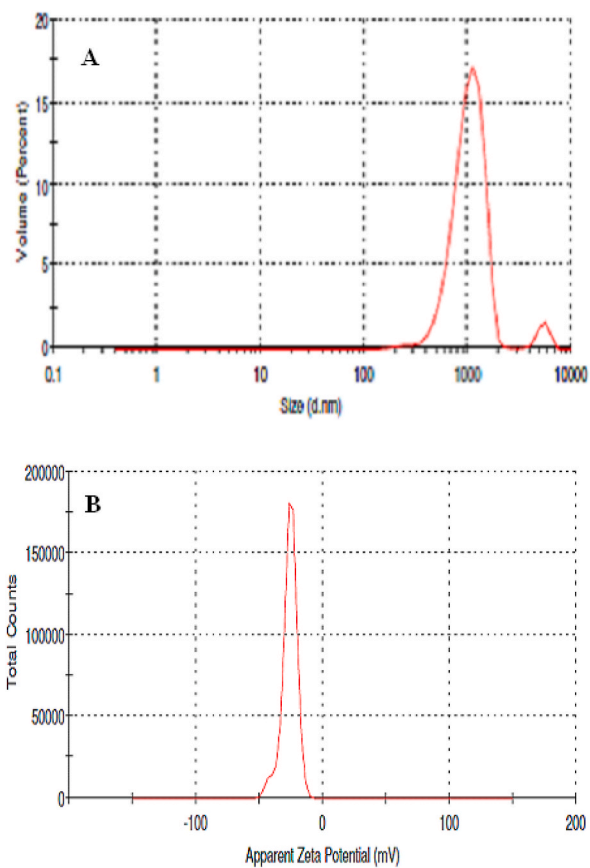 20
A
15
10
5
0
Volume (Percent)
0.1 1 10 100 1000 10000
Size (d.nm)
200000
B
150000
100000
50000
0
Total Counts
-100 0 100 200
Apparent Zeta Potential (mV)